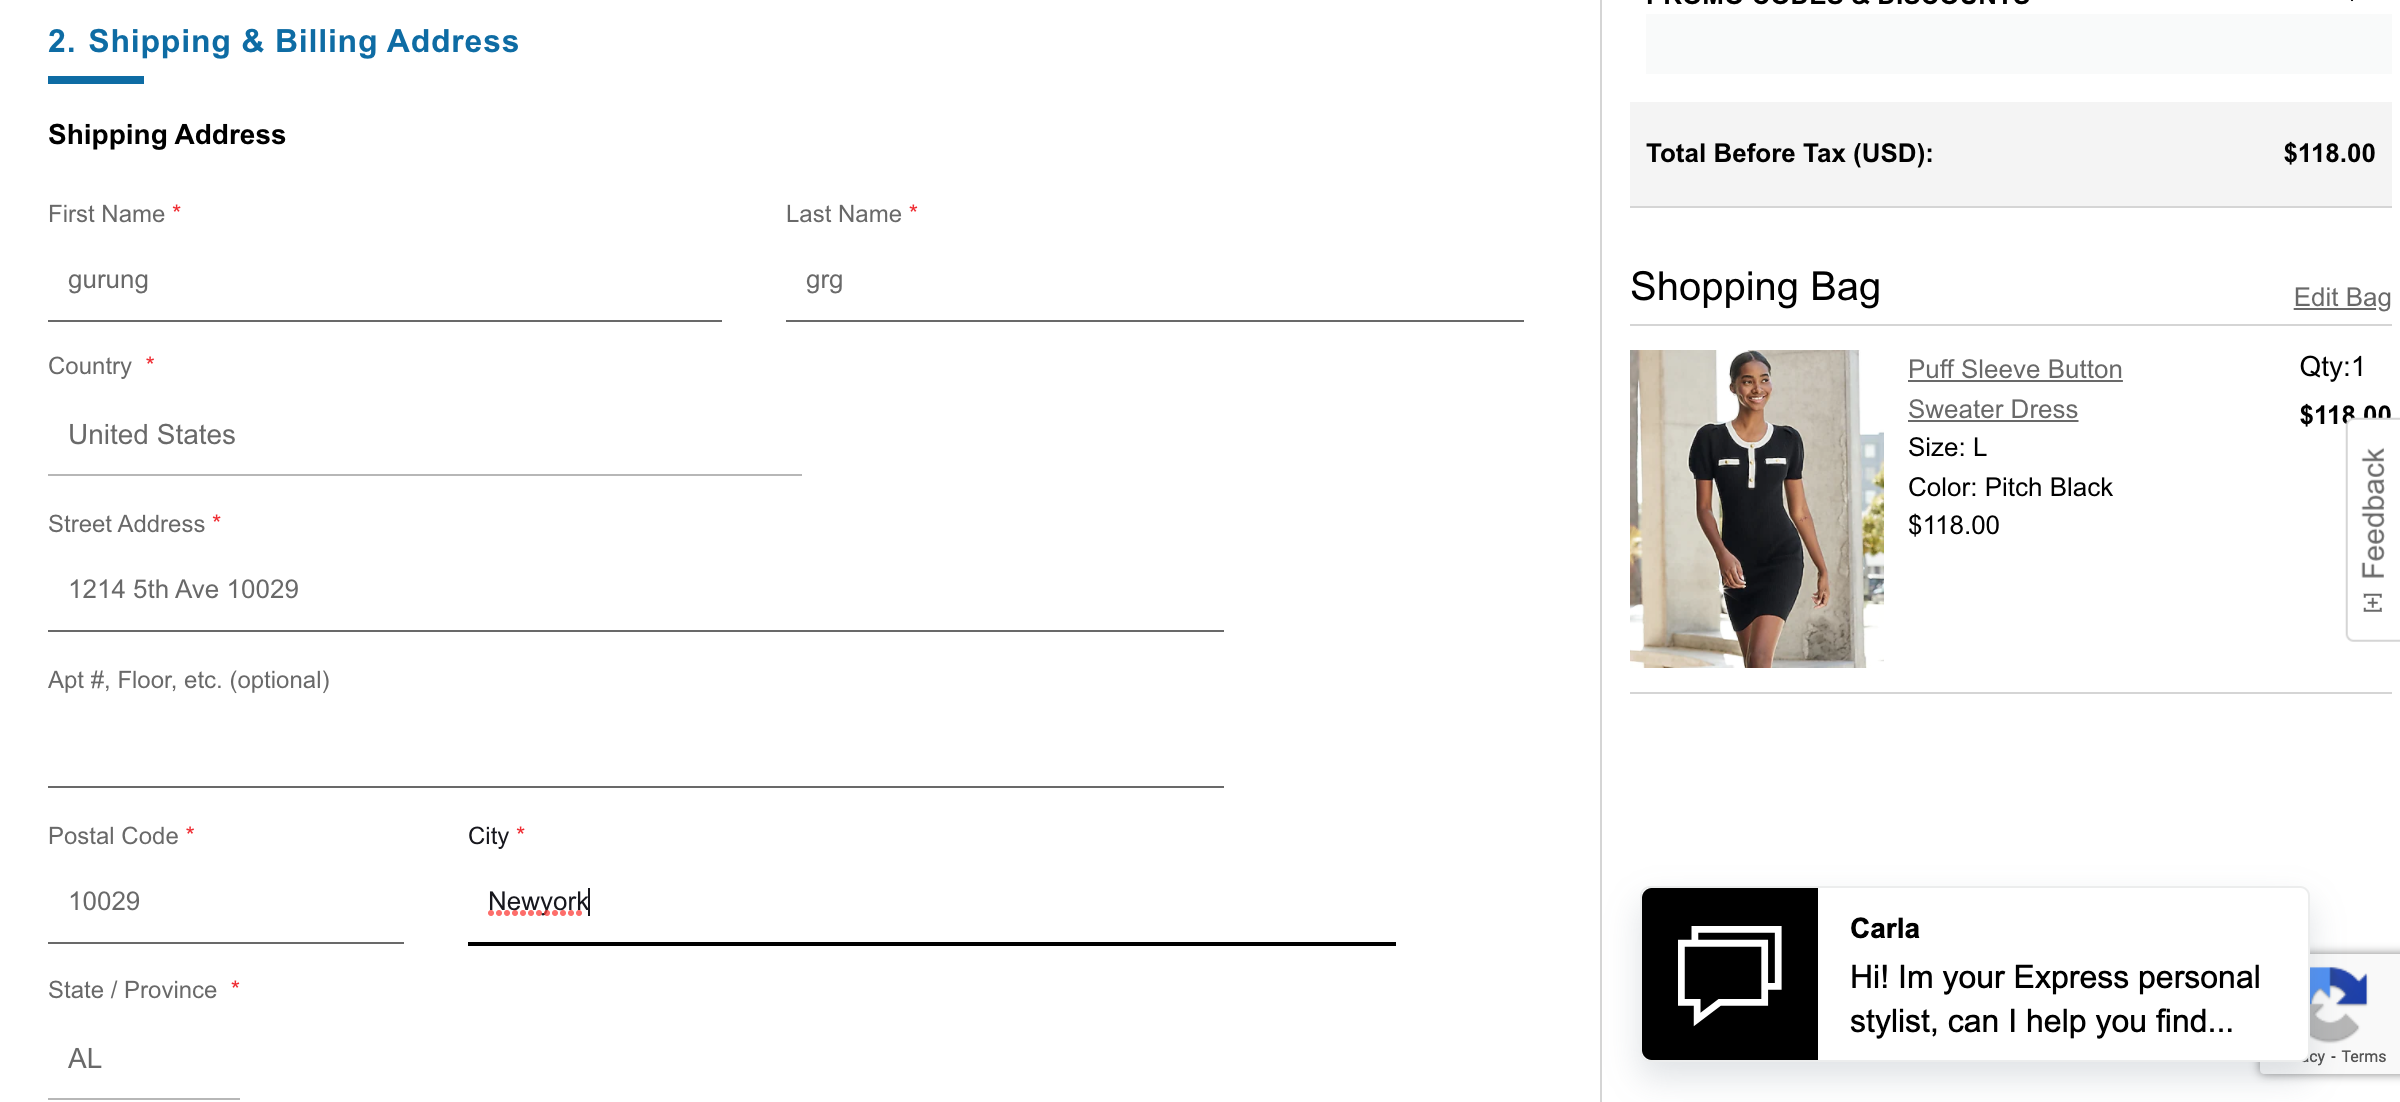 2. Shipping & Billing Address
Shipping Address
First Name *
Last Name *
gurung
grg
Country *
United States
Street Address *
1214 5th Ave 10029
Apt #, Floor, etc. (optional)
Postal Code *
City *
10029
Newyork
State / Province *
AL
PROMO CODES & DISCOUNTS
Total Before Tax (USD):
$118.00
Shopping Bag
Edit Bag
Puff Sleeve Button
Sweater Dress
Size: L
Color: Pitch Black
$118.00
Qty:1
$118.00
[+] Feedback
Carla
Hi! Im your Express personal
stylist, can I help you find...
- Terms